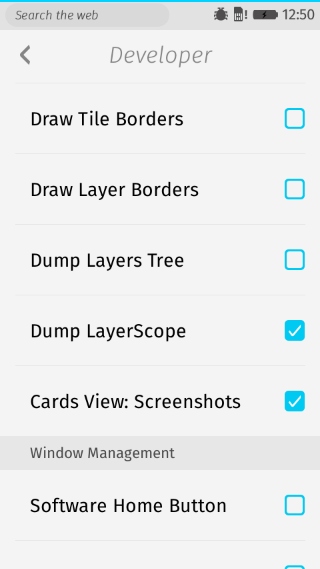 Search the web
12:50
Developer
Draw Tile Borders
Draw Layer Borders
Dump Layers Tree
Dump LayerScope
Cards View: Screenshots
Window Management
Software Home Button